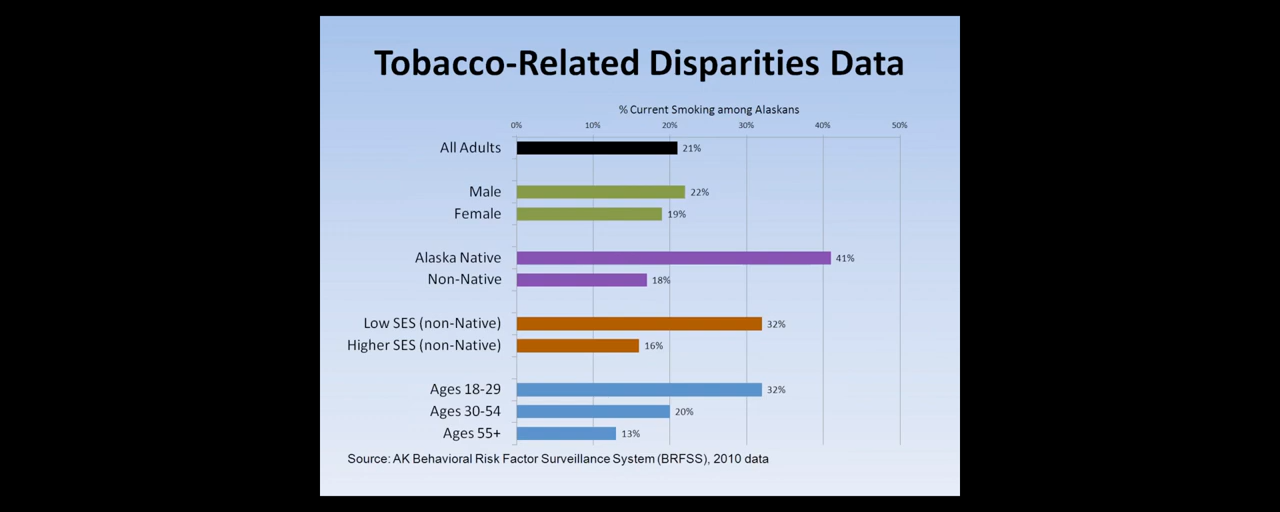 Tobacco-Related Disparities Data
% Current Smoking among Alaskans
0% 10% 20% 30% 40% 50%
All Adults 21%
Male 22%
Female 19%
Alaska Native 41%
Non-Native 18%
Low SES (non-Native) 32%
Higher SES (non-Native) 16%
Ages 18-29 32%
Ages 30-54 20%
Ages 55+ 13%
Source: AK Behavioral Risk Factor Surveillance System (BRFSS), 2010 data